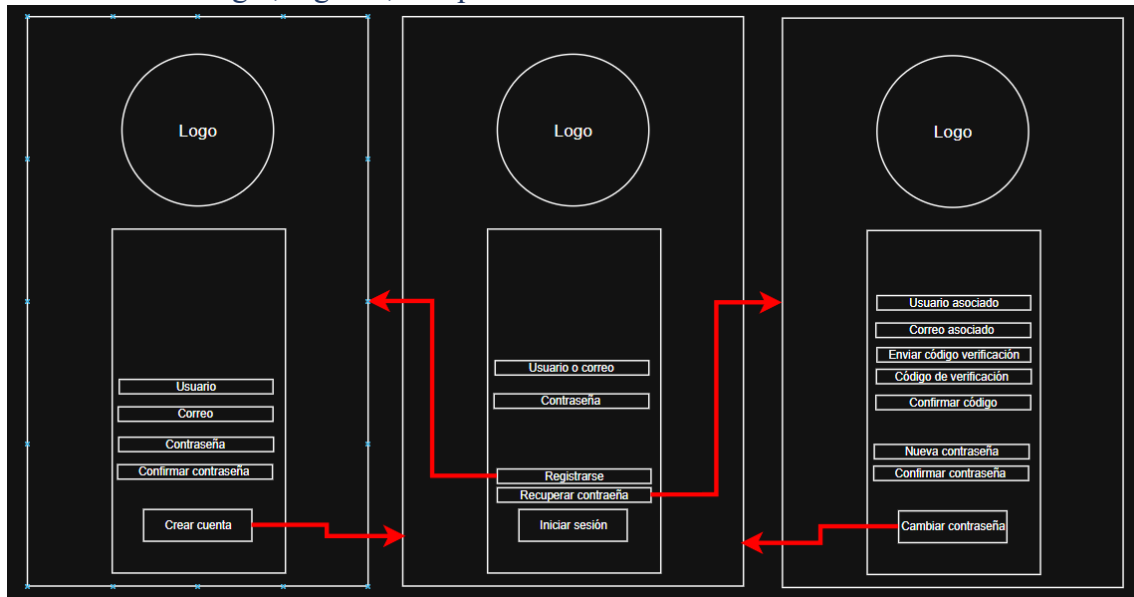 Logo
Usuario
Correo
Contraseña
Confirmar contraseña
Crear cuenta
Logo
Usuario o correo
Contraseña
Registrarse
Recuperar contraeña
Iniciar sesión
Logo
Usuario asociado
Correo asociado
Enviar código verificación
Código de verificación
Confirmar código
Nueva contraseña
Confirmar contraseña
Cambiar contraseña